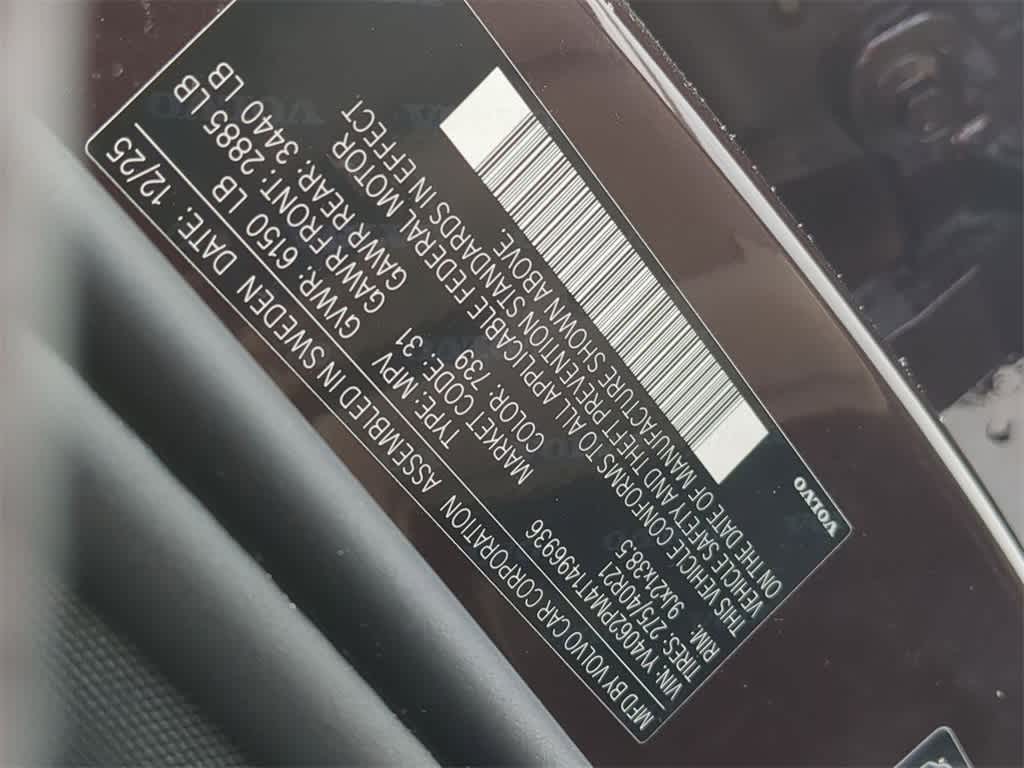 MFD BY VOLVO CAR CORPORATION ASSEMBLED IN SWEDEN DATE: 12/25
VIN: YV4062PN4T1499936 TYPE: MPV GVWR: 6150 LB
TIRES: 275/40R21 MARKET CODE: 31 GAWR FRONT: 2885 LB
RIM: 9Jx21x38.5 COLOR: 739 GAWR REAR: 3440 LB
THIS VEHICLE CONFORMS TO ALL APPLICABLE FEDERAL MOTOR
VEHICLE SAFETY AND THEFT PREVENTION STANDARDS IN EFFECT
ON THE DATE OF MANUFACTURE SHOWN ABOVE.
VOLVO